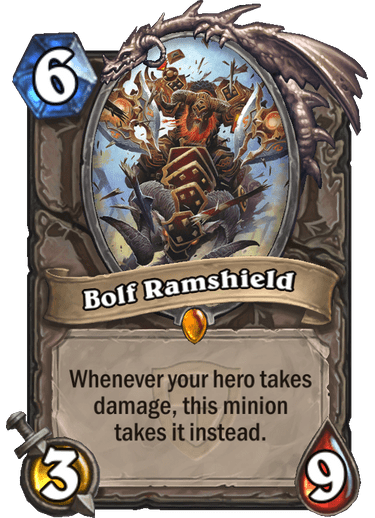 6
Bolf Ramshield
Whenever your hero takes
damage, this minion
takes it instead.
3
9